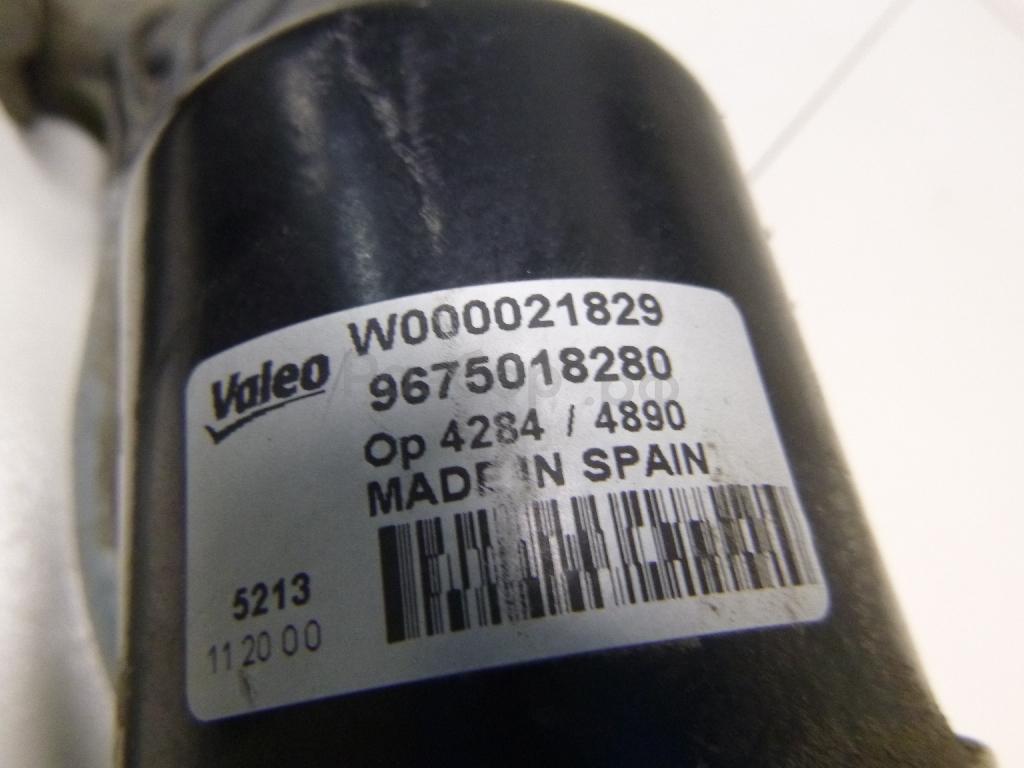 Valeo
W000021829
9675018280
Op 4284 / 4890
MADE IN SPAIN
5213
11 20 00